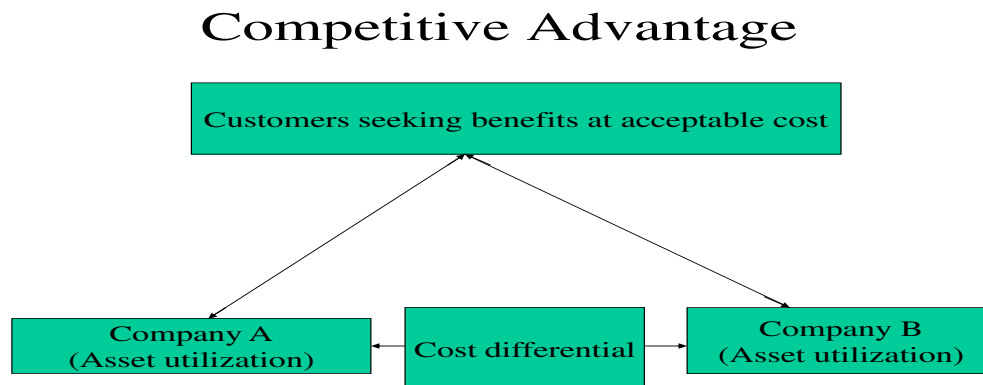 Competitive Advantage
Customers seeking benefits at acceptable cost
Company A
(Asset utilization)
Cost differential
Company B
(Asset utilization)